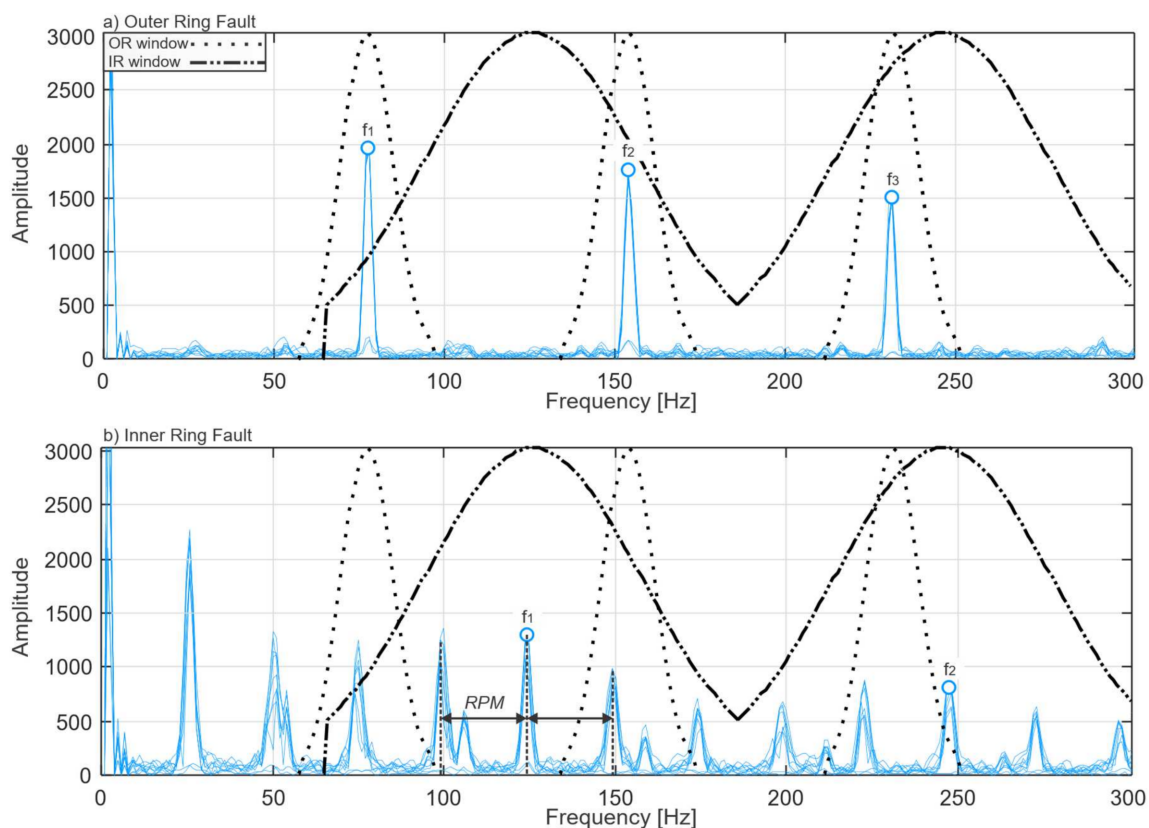 a) Outer Ring Fault
OR window
IR window
3000
2500
2000
1500
1000
500
0
Amplitude
f1
f2
f3
0 50 100 150 200 250 300
Frequency [Hz]
b) Inner Ring Fault
3000
2500
2000
1500
1000
500
0
Amplitude
f1
RPM
f2
0 50 100 150 200 250 300
Frequency [Hz]